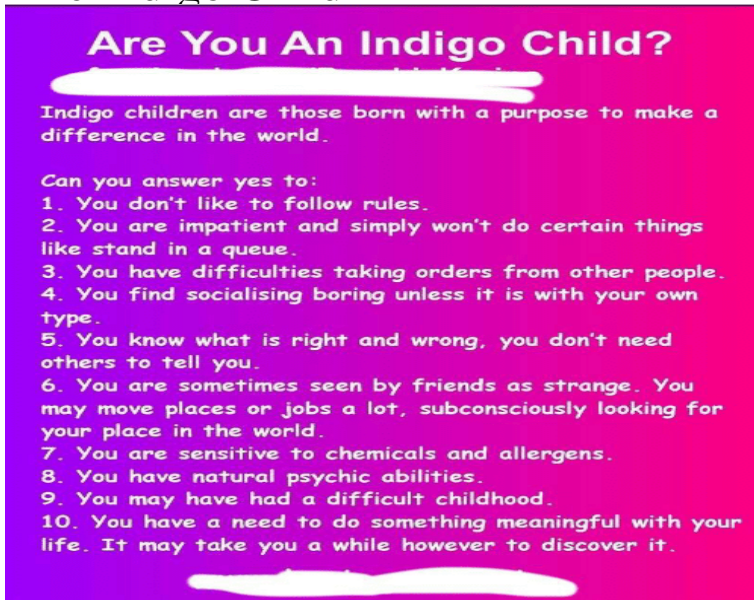 Are You An Indigo Child?
Indigo children are those born with a purpose to make a
difference in the world.
Can you answer yes to:
1. You don't like to follow rules.
2. You are impatient and simply won't do certain things
like stand in a queue.
3. You have difficulties taking orders from other people.
4. You find socialising boring unless it is with your own
type.
5. You know what is right and wrong, you don't need
others to tell you.
6. You are sometimes seen by friends as strange. You
may move places or jobs a lot, subconsciously looking for
your place in the world.
7. You are sensitive to chemicals and allergens.
8. You have natural psychic abilities.
9. You may have had a difficult childhood.
10. You have a need to do something meaningful with your
life. It may take you a while however to discover it.